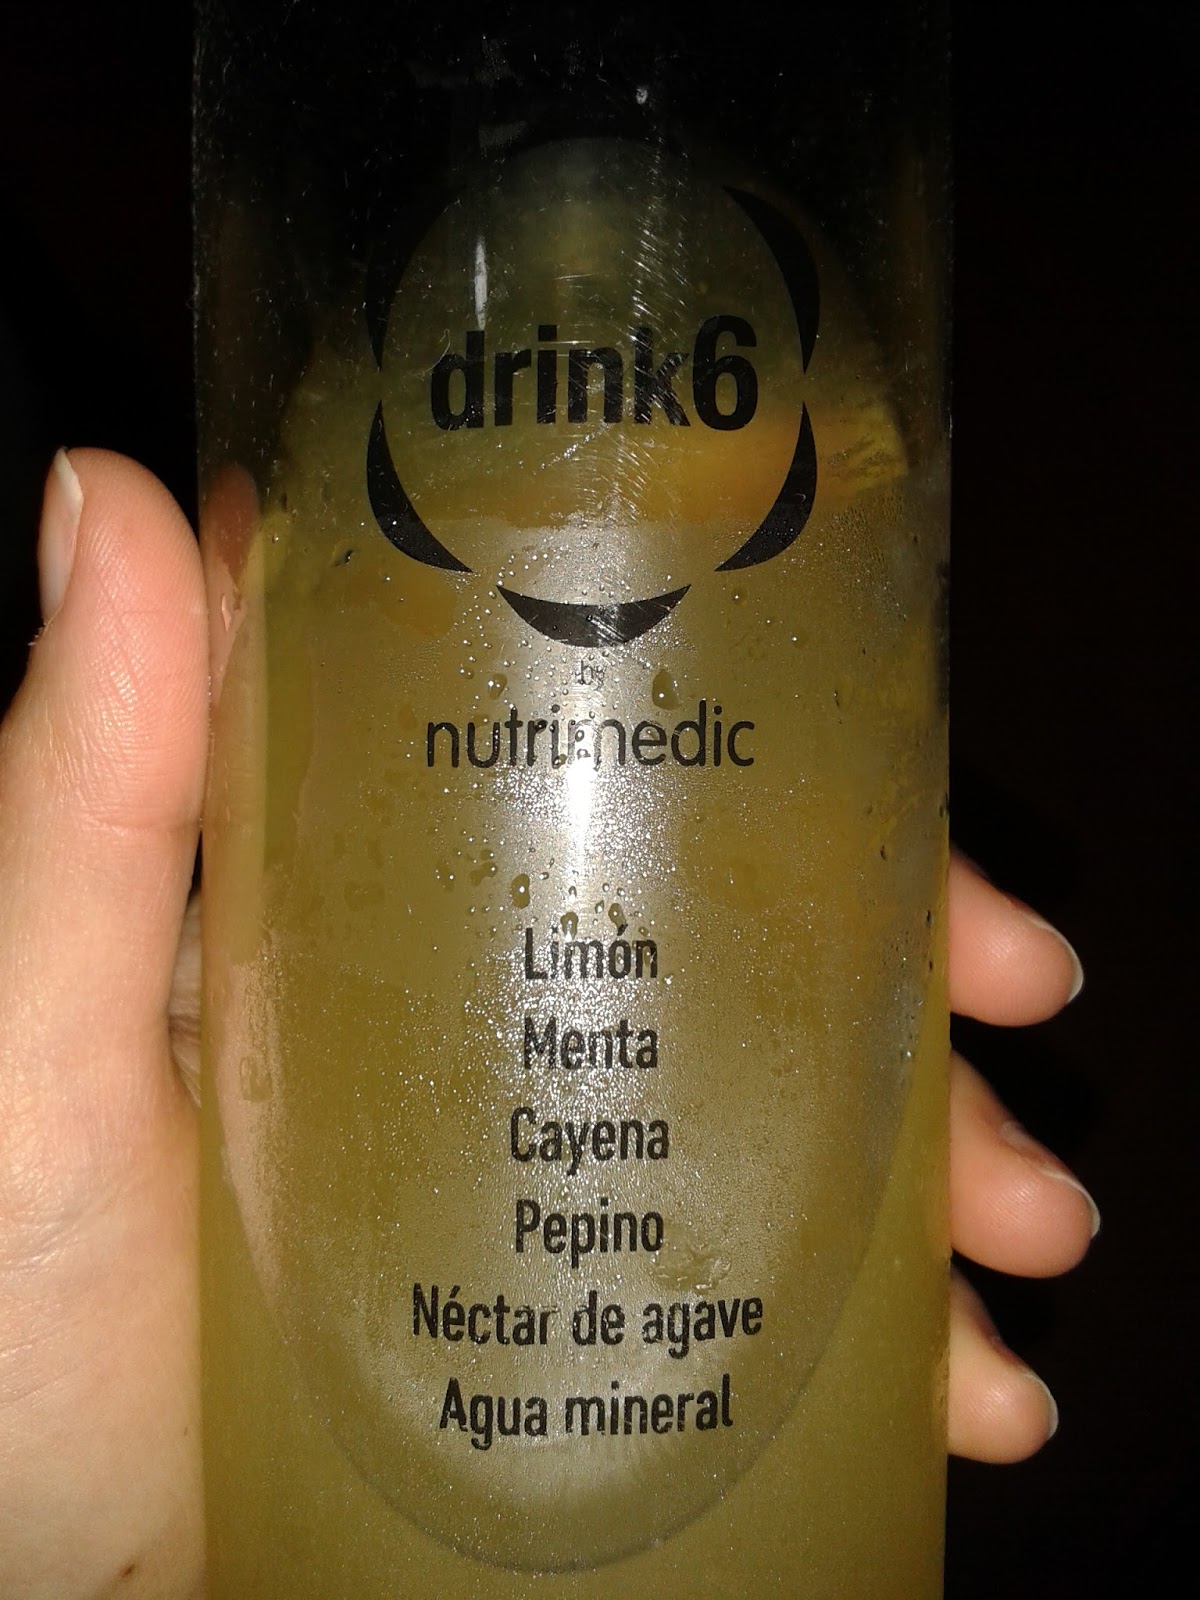 drink6
by
nutrimedic
Limón
Menta
Cayena
Pepino
Néctar de agave
Agua mineral